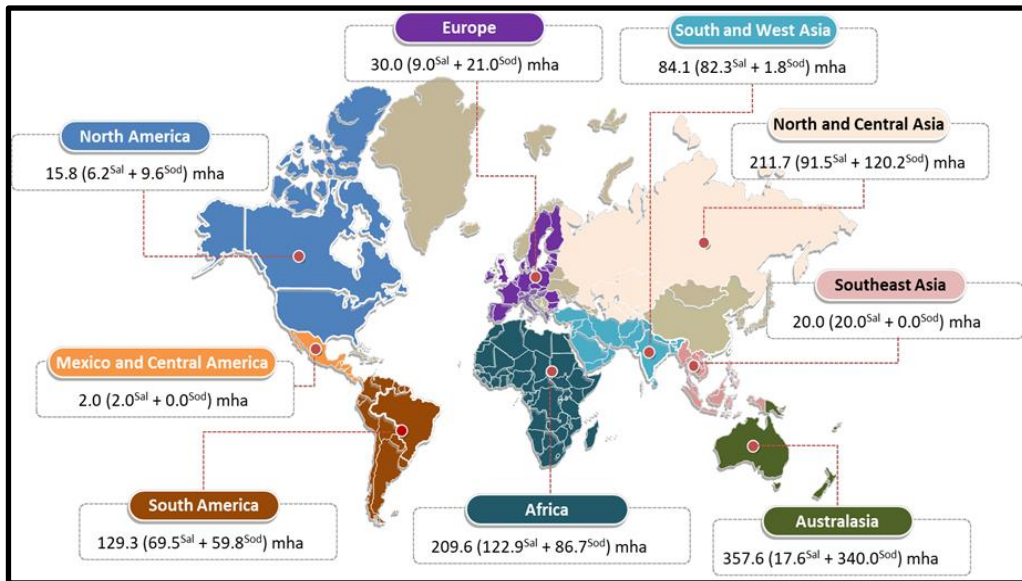 Europe
30.0 (9.0Sal + 21.0Sod) mha
South and West Asia
84.1 (82.3Sal + 1.8Sod) mha
North America
15.8 (6.2Sal + 9.6Sod) mha
North and Central Asia
211.7 (91.5Sal + 120.2Sod) mha
Southeast Asia
20.0 (20.0Sal + 0.0Sod) mha
Mexico and Central America
2.0 (2.0Sal + 0.0Sod) mha
South America
129.3 (69.5Sal + 59.8Sod) mha
Africa
209.6 (122.9Sal + 86.7Sod) mha
Australasia
357.6 (17.6Sal + 340.0Sod) mha